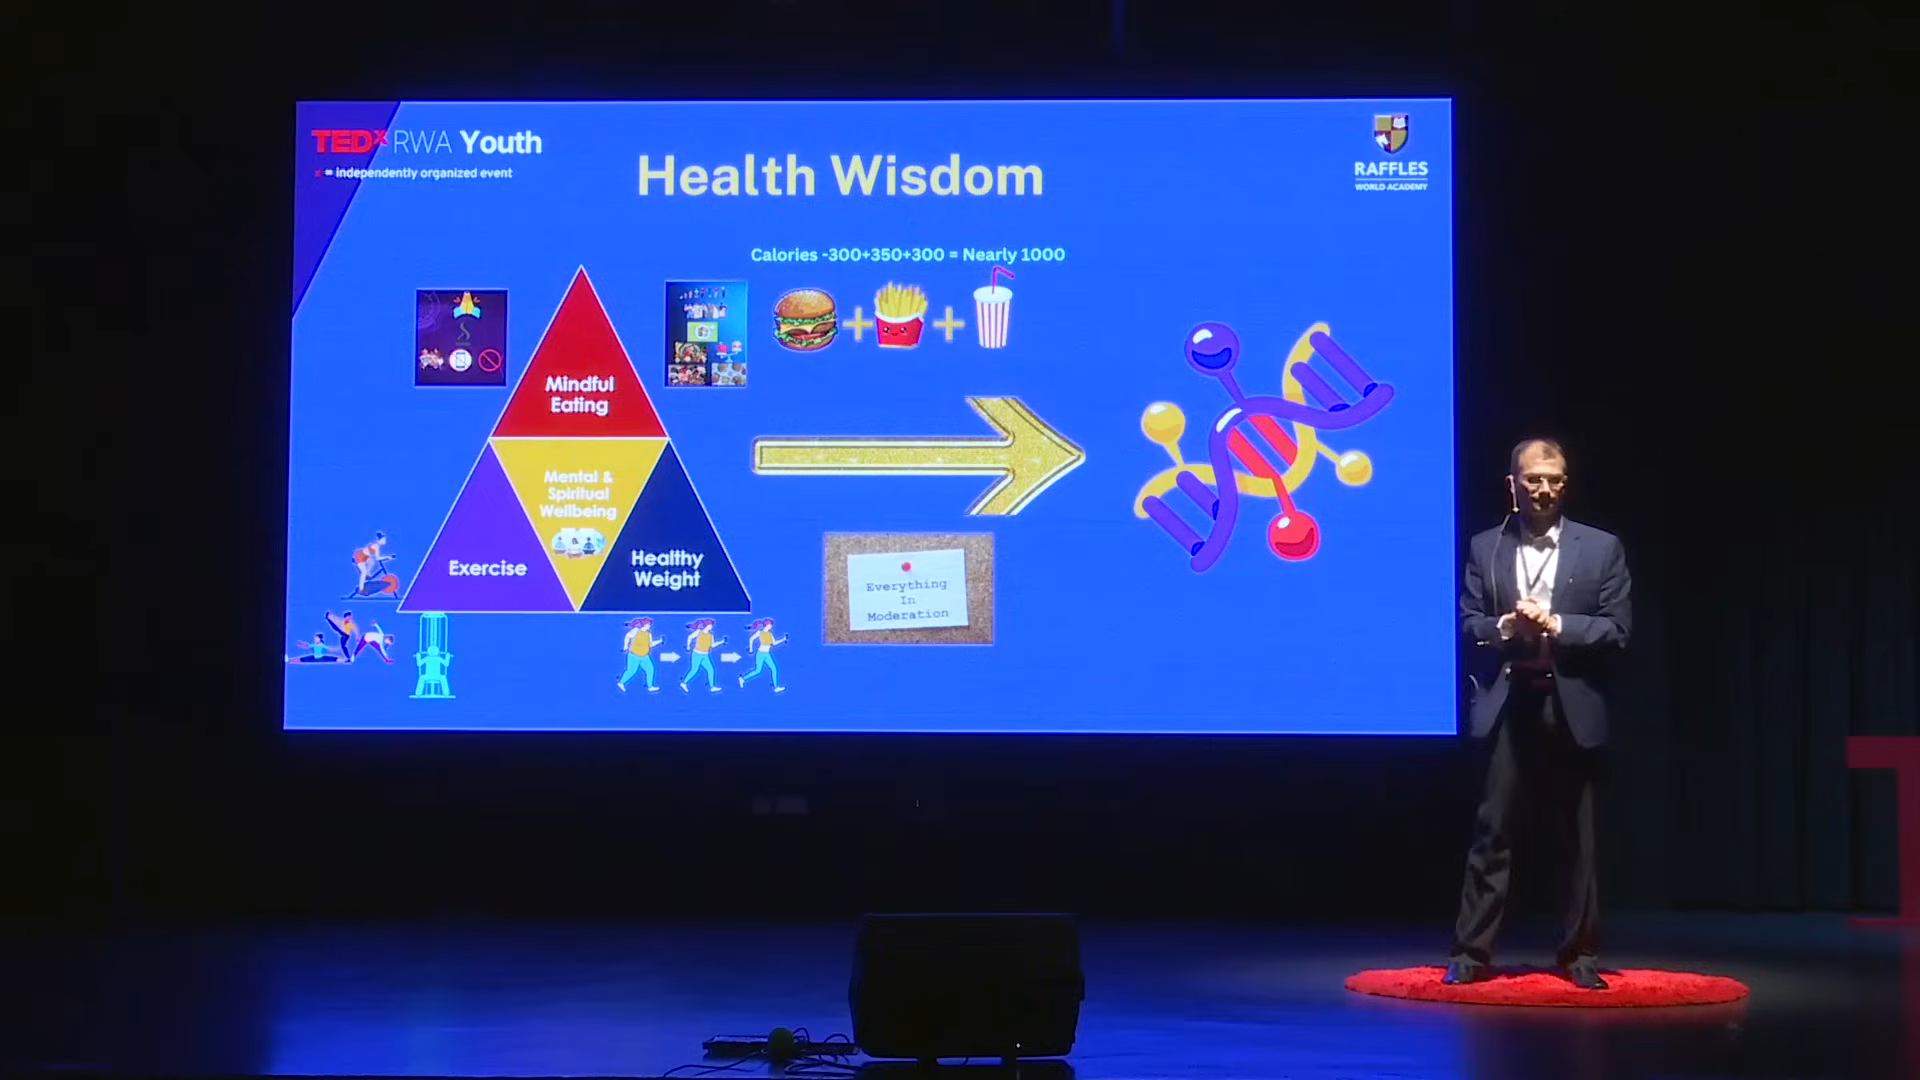 TEDx RWA Youth
x = independently organized event
Health Wisdom
RAFFLES
WORLD ACADEMY
Calories -300+350+300 = Nearly 1000
Mindful
Eating
Mental &
Spiritual
Wellbeing
Exercise
Healthy
Weight
Everything
In
Moderation
T